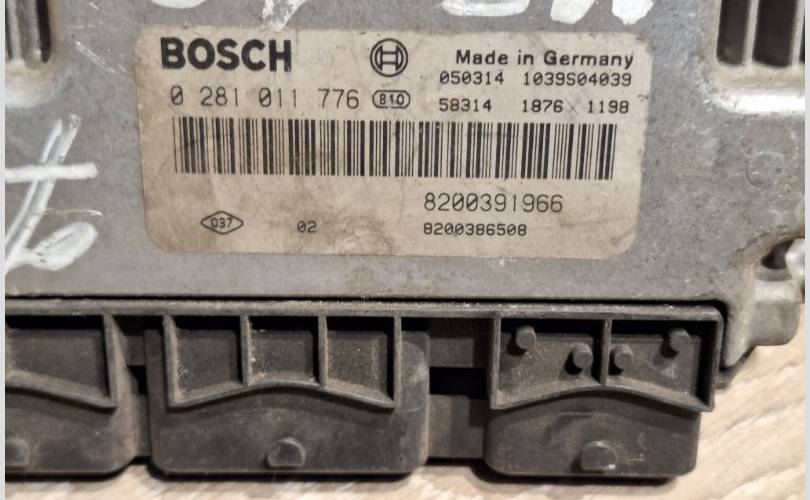 BOSCH
Made in Germany
050314 1039S04039
0 281 011 776 810
58314 1876 1198
8200391966
037 02 8200386508